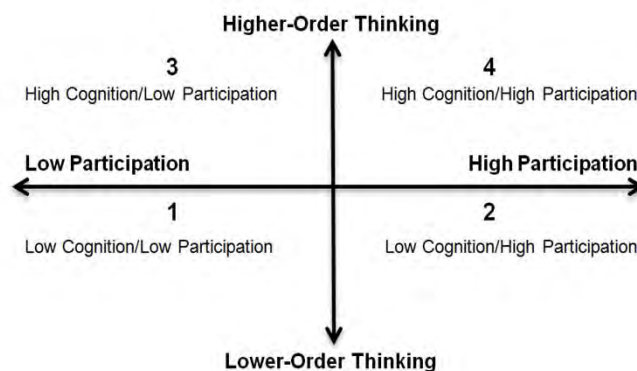 Higher-Order Thinking
3
4
High Cognition/Low Participation
High Cognition/High Participation
Low Participation
High Participation
1
2
Low Cognition/Low Participation
Low Cognition/High Participation
Lower-Order Thinking